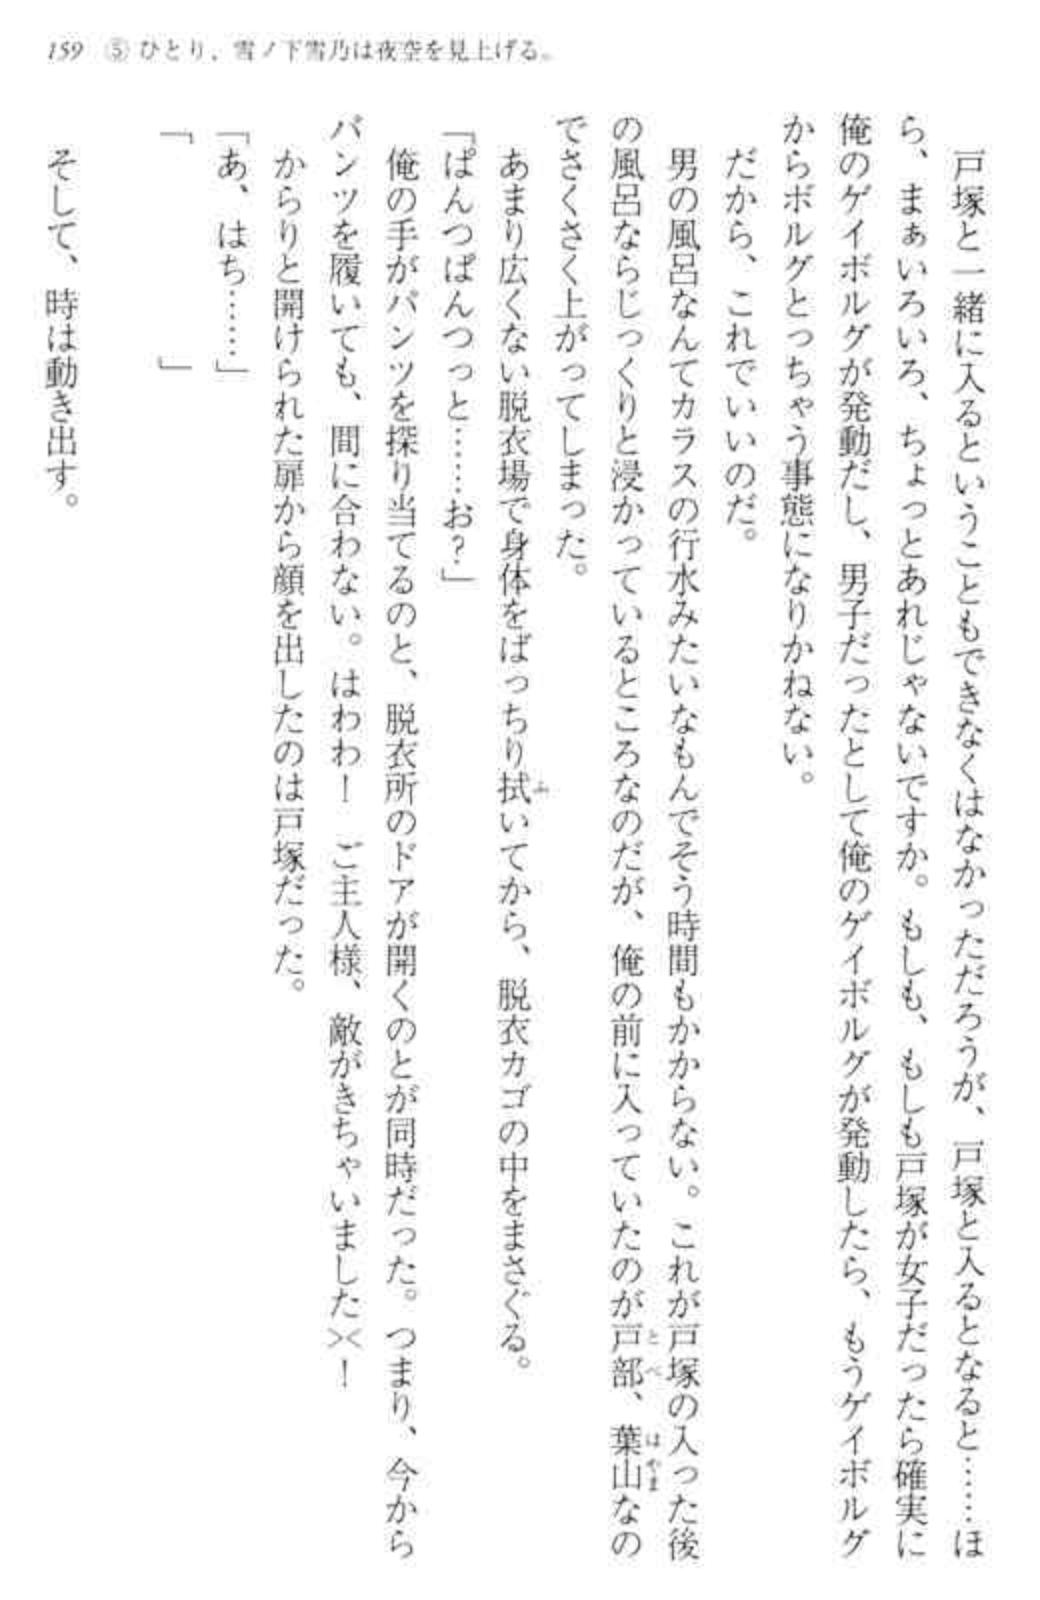 159 ⑤ ひとり、雪ノ下雪乃は夜空を見上げる。
　戸塚と一緒に入るということもできなくはなかっただろうが、戸塚と入るとなると……ほ
ら、まぁいろいろ、ちょっとあれじゃないですか。もしも、もしも戸塚が女子だったら確実に
俺のゲイボルグが発動だし、男子だったとして俺のゲイボルグが発動したら、もうゲイボルグ
からボルグとっちゃう事態になりかねない。
　だから、これでいいのだ。
　男の風呂なんてカラスの行水みたいなもんでそう時間もかからない。これが戸塚の入った後
の風呂ならじっくりと浸かっているところなのだが、俺の前に入っていたのが戸部、葉山なの
とべ はやま
でさくさく上がってしまった。
　あまり広くない脱衣場で身体をばっちり拭いてから、脱衣カゴの中をまさぐる。
ふ
「ぱんつぱんつっと……お?」
　俺の手がパンツを探り当てるのと、脱衣所のドアが開くのとが同時だった。つまり、今から
パンツを履いても、間に合わない。はわわ！　ご主人様、敵がきちゃいました><！
　からりと開けられた扉から顔を出したのは戸塚だった。
「あ、はち……」
「　　　　　　」
　そして、時は動き出す。